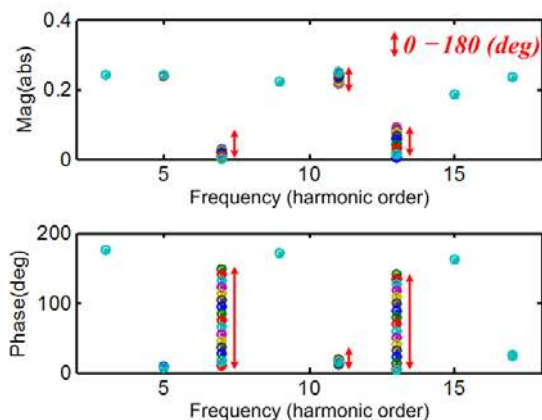 0.4
0 – 180 (deg)
Mag(abs)
0.2
0
5
10
15
Frequency (harmonic order)
200
Phase(deg)
100
0
5
10
15
Frequency (harmonic order)